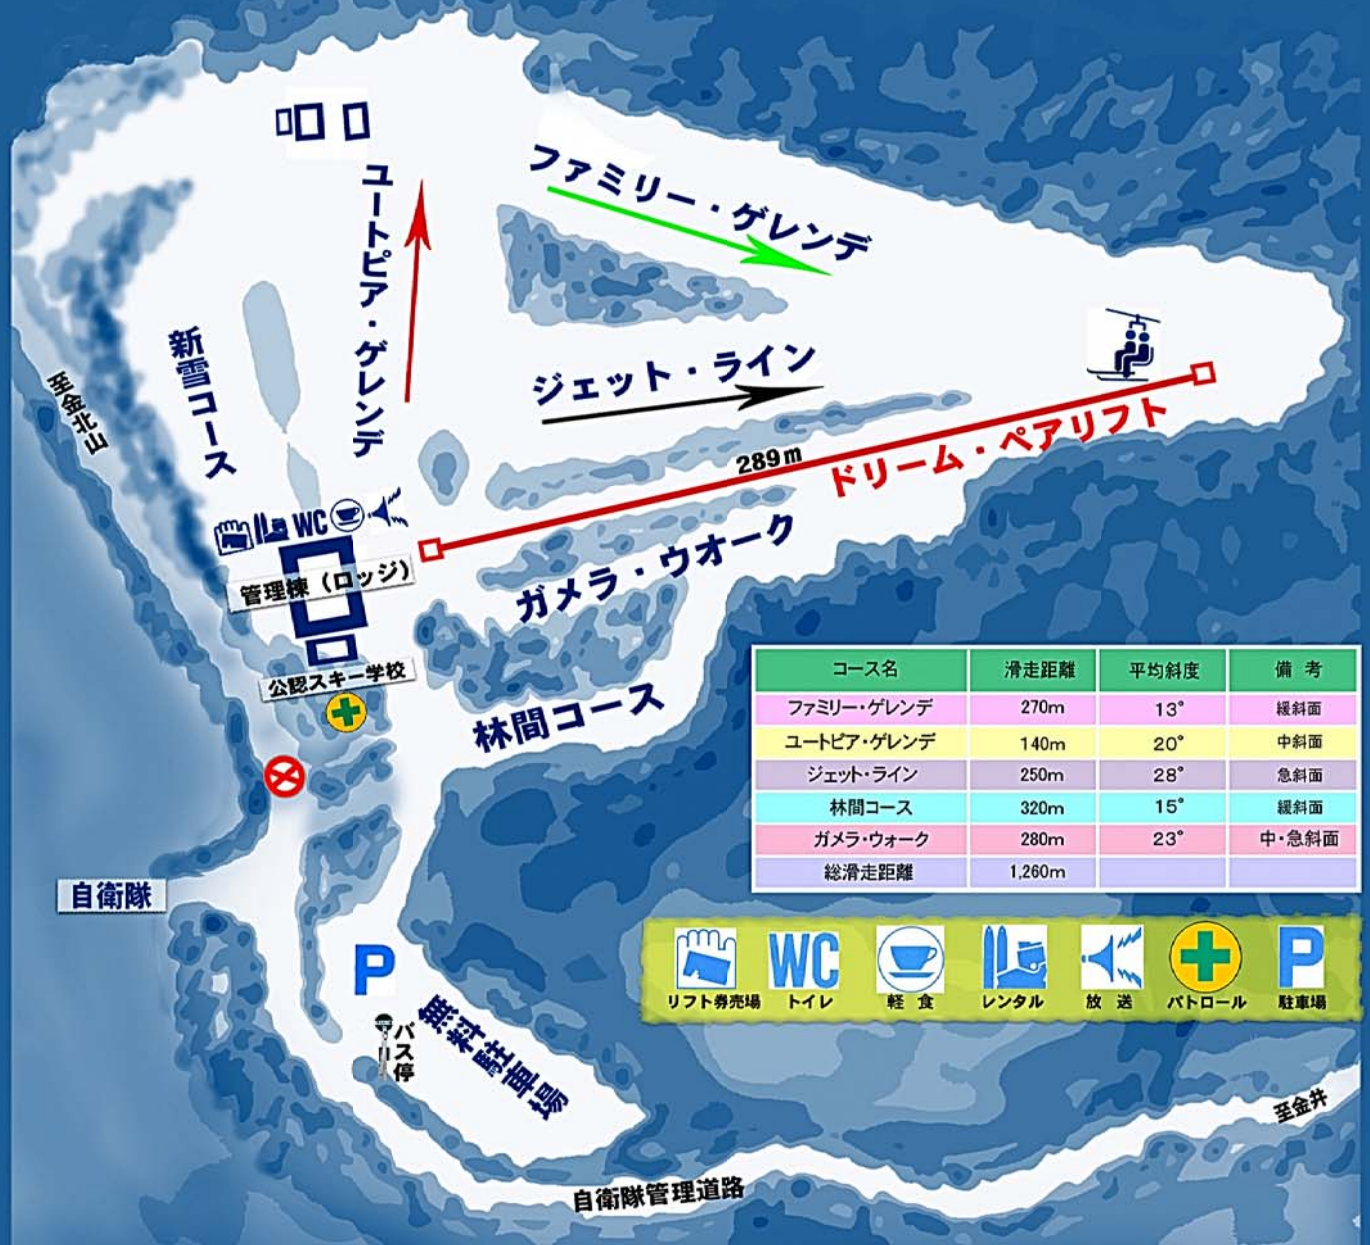 ファミリー・ゲレンデ
ユートピア・ゲレンデ
新雪コース
至金北山
ジェット・ライン
289m
ドリーム・ペアリフト
WC
管理棟（ロッジ）
公認スキー学校
ガメラ・ウオーク
林間コース
コース名 滑走距離 平均斜度 備考
ファミリー・ゲレンデ 270m 13° 緩斜面
ユートピア・ゲレンデ 140m 20° 中斜面
ジェット・ライン 250m 28° 急斜面
林間コース 320m 15° 緩斜面
ガメラ・ウォーク 280m 23° 中・急斜面
総滑走距離 1,260m
自衛隊
P
バス停
無料駐車場
WC P
リフト券売場 トイレ 軽食 レンタル 放送 パトロール 駐車場
至金井
自衛隊管理道路